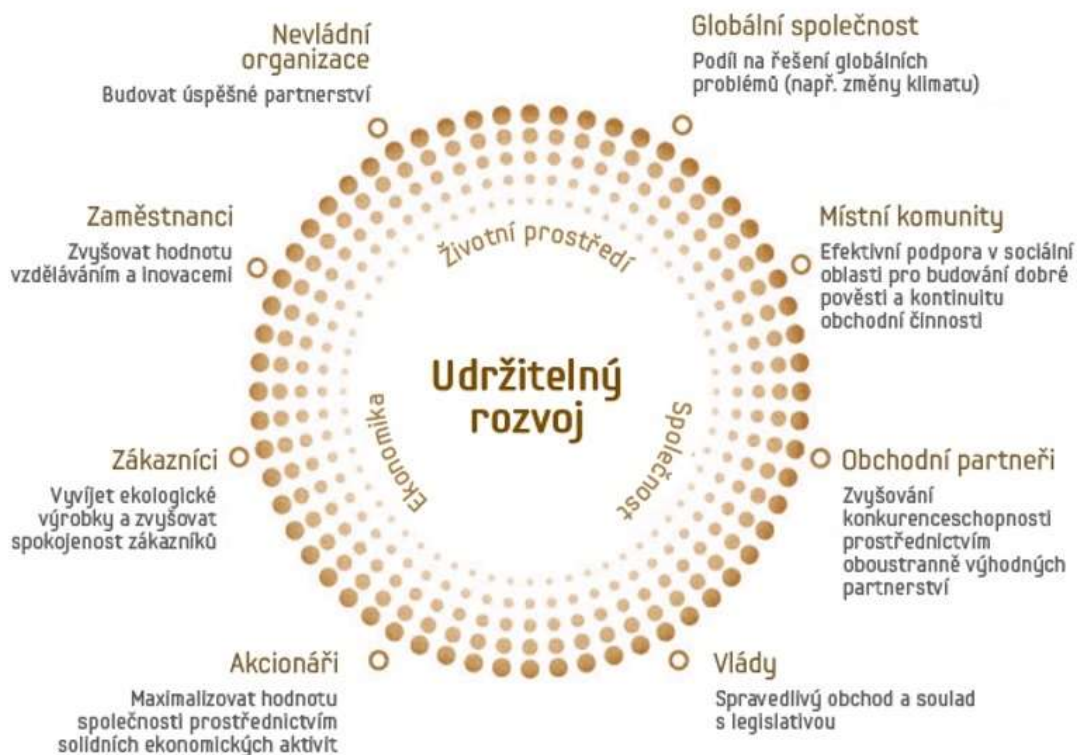 Nevládní
organizace
Budovat úspěšné partnerství
Globální společnost
Podíl na řešení globálních
problémů (např. změny klimatu)
Zaměstnanci
Zvyšovat hodnotu
vzděláváním a inovacemi
Místní komunity
Efektivní podpora v sociální
oblasti pro budování dobré
pověsti a kontinuitu
obchodní činnosti
Životní prostředí
Udržitelný
rozvoj
Ekonomika
Společnost
Zákazníci
Vyvíjet ekologické
výrobky a zvyšovat
spokojenost zákazníků
Obchodní partneři
Zvyšování
konkurenceschopnosti
prostřednictvím
oboustranně výhodných
partnerství
Akcionáři
Maximalizovat hodnotu
společnosti prostřednictvím
solidních ekonomických aktivit
Vlády
Spravedlivý obchod a soulad
s legislativou